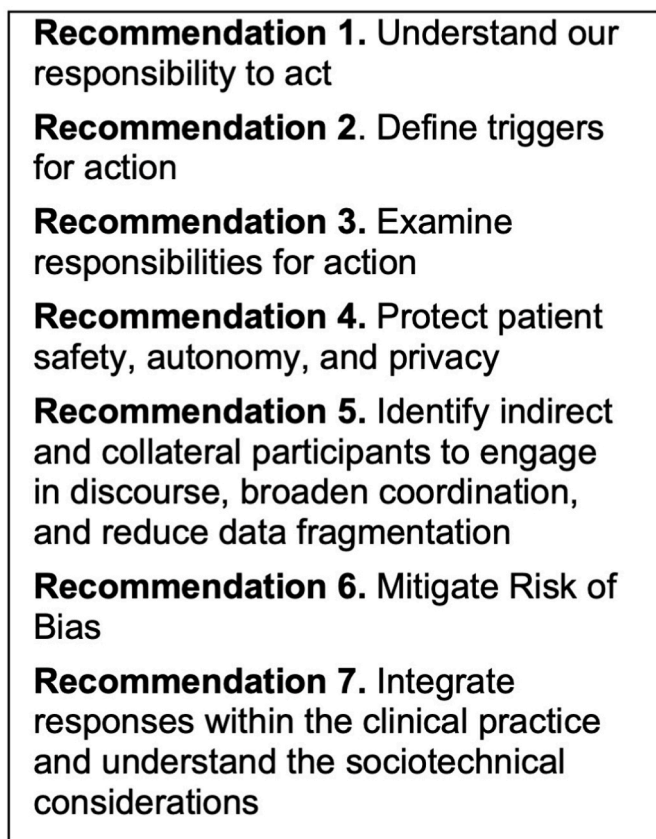 Recommendation 1. Understand our
responsibility to act
Recommendation 2. Define triggers
for action
Recommendation 3. Examine
responsibilities for action
Recommendation 4. Protect patient
safety, autonomy, and privacy
Recommendation 5. Identify indirect
and collateral participants to engage
in discourse, broaden coordination,
and reduce data fragmentation
Recommendation 6. Mitigate Risk of
Bias
Recommendation 7. Integrate
responses within the clinical practice
and understand the sociotechnical
considerations